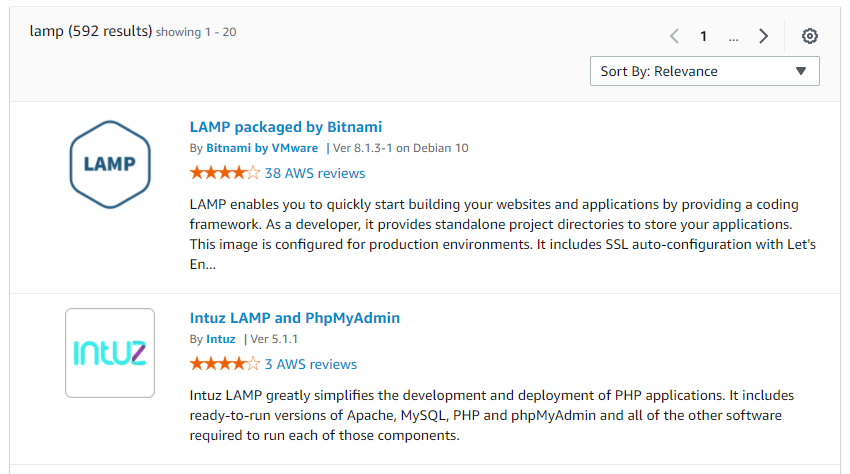 lamp (592 results) showing 1 - 20
1 ...
Sort By: Relevance
LAMP
LAMP packaged by Bitnami
By Bitnami by VMware | Ver 8.1.3-1 on Debian 10
38 AWS reviews
LAMP enables you to quickly start building your websites and applications by providing a coding
framework. As a developer, it provides standalone project directories to store your applications.
This image is configured for production environments. It includes SSL auto-configuration with Let's
En...
INTUZ
Intuz LAMP and PhpMyAdmin
By Intuz | Ver 5.1.1
3 AWS reviews
Intuz LAMP greatly simplifies the development and deployment of PHP applications. It includes
ready-to-run versions of Apache, MySQL, PHP and phpMyAdmin and all of the other software
required to run each of those components.